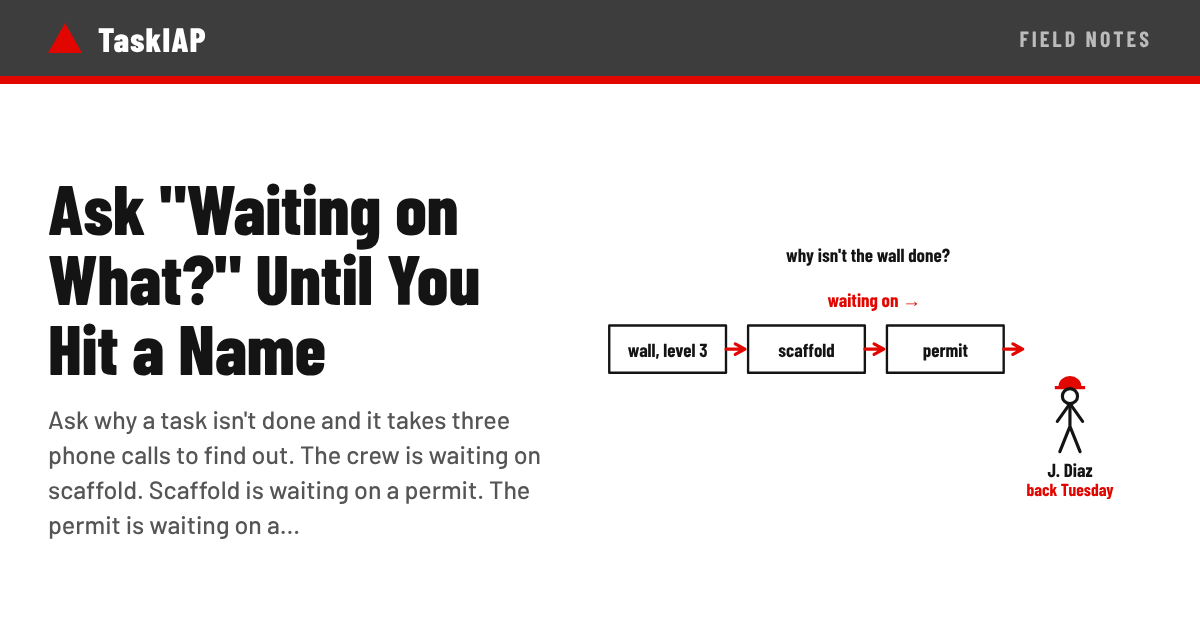 TaskIAP
FIELD NOTES
Ask "Waiting on
What?" Until You
Hit a Name
Ask why a task isn't done and it takes three
phone calls to find out. The crew is waiting on
scaffold. Scaffold is waiting on a permit. The
permit is waiting on a...
why isn't the wall done?
waiting on →
wall, level 3
scaffold
permit
J. Diaz
back Tuesday